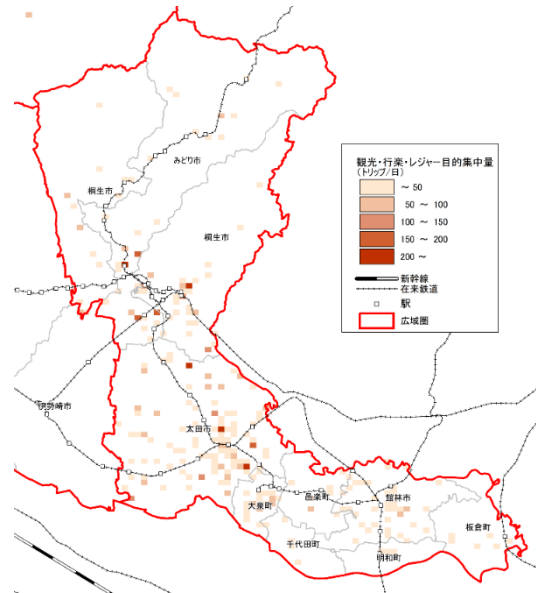 みどり市
桐生市
桐生市
伊勢崎市
太田市
大泉町
邑楽町
館林市
板倉町
千代田町
明和町
観光・行楽・レジャー目的集中量
(トリップ/日)
~ 50
50 ~ 100
100 ~ 150
150 ~ 200
200 ~
新幹線
在来鉄道
駅
広域圏